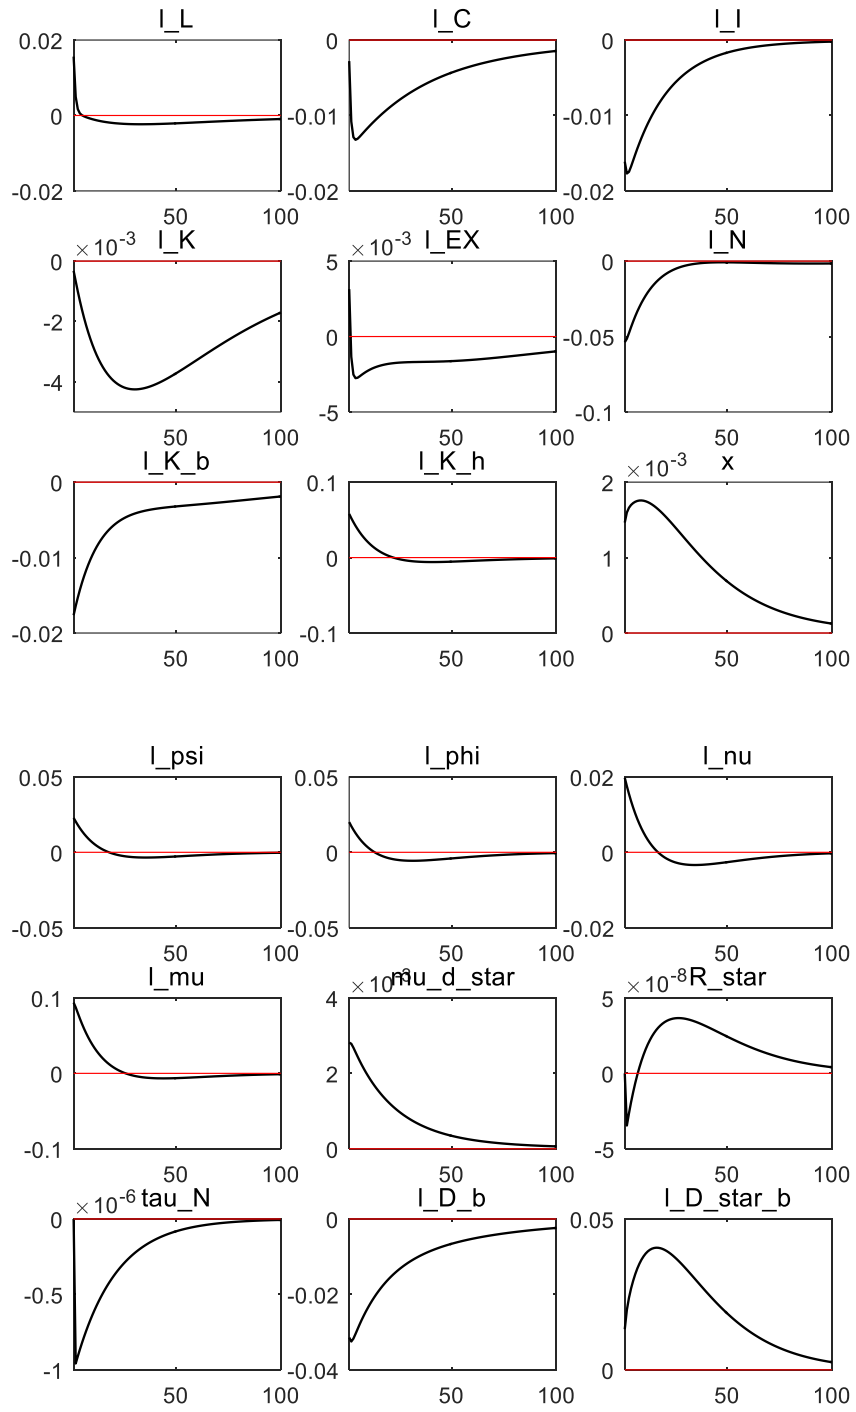 l_L l_C l_I
0.02 0 0
0 -0.01 -0.01
-0.02 -0.02 -0.02
50 100 50 100 50 100
×10-3 l_K ×10-3 l_EX l_N
0 5 0
-2 0 -0.05
-4 -5 -0.1
50 100 50 100 50 100
l_K_b l_K_h ×10-3 x
0 0.1 2
-0.01 0 1
-0.02 -0.1 0
50 100 50 100 50 100
l_psi l_phi l_nu
0.05 0.05 0.02
0 0 0
-0.05 -0.05 -0.02
50 100 50 100 50 100
l_mu mu_d_star ×10-8 R_star
0.1 4 5
0 2 0
-0.1 0 -5
50 100 50 100 50 100
×10-6 tau_N l_D_b l_D_star_b
0 0 0.05
-0.5 -0.02
-1 -0.04 0
50 100 50 100 50 100